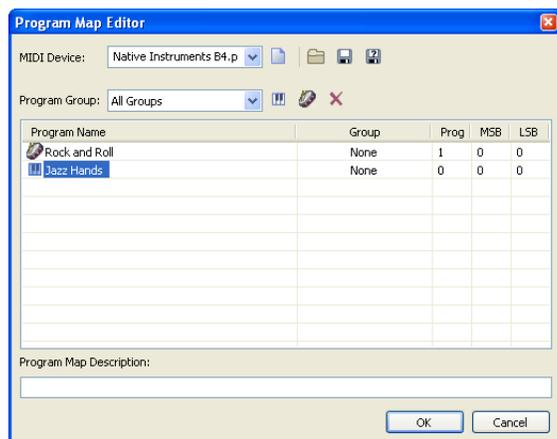 Program Map Editor
MIDI Device: Native Instruments B4.p
Program Group: All Groups
Program Name Group Prog MSB LSB
Rock and Roll None 1 0 0
Jazz Hands None 0 0 0
Program Map Description:
OK Cancel